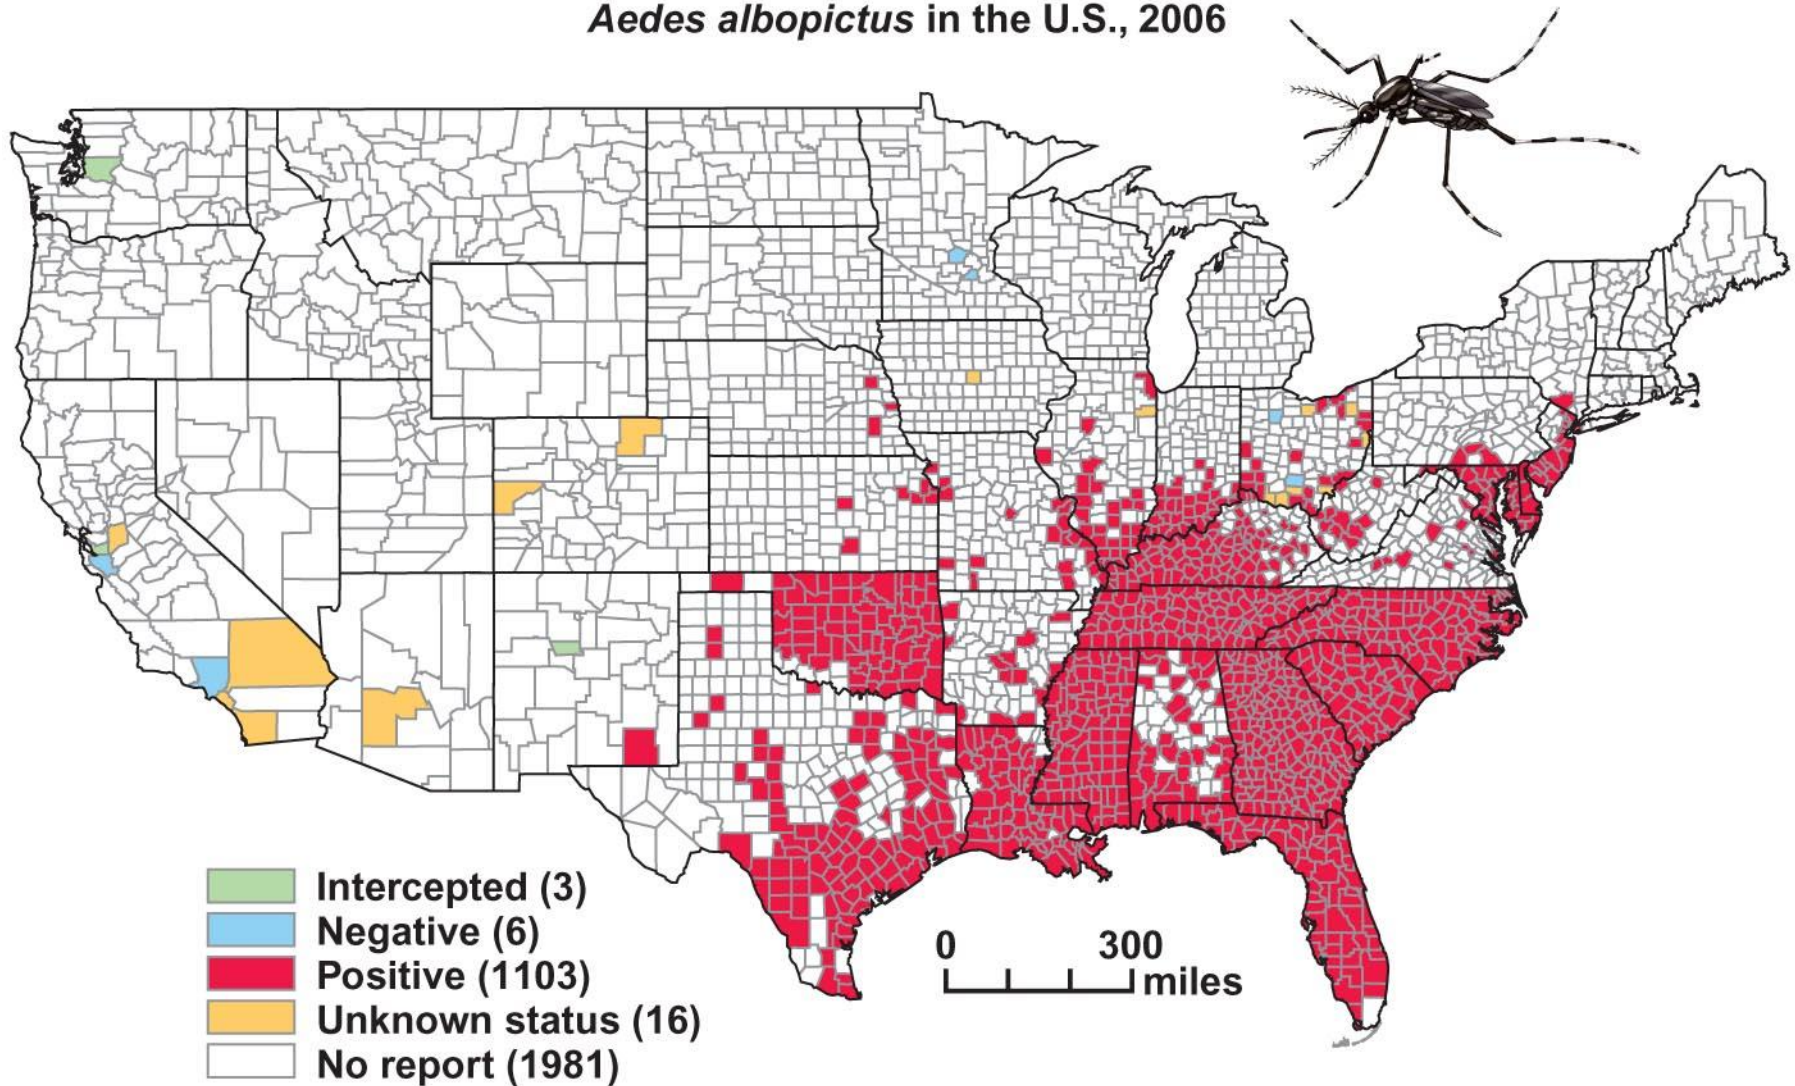 Aedes albopictus in the U.S., 2006
Intercepted (3)
Negative (6)
Positive (1103)
Unknown status (16)
No report (1981)
0 300
miles